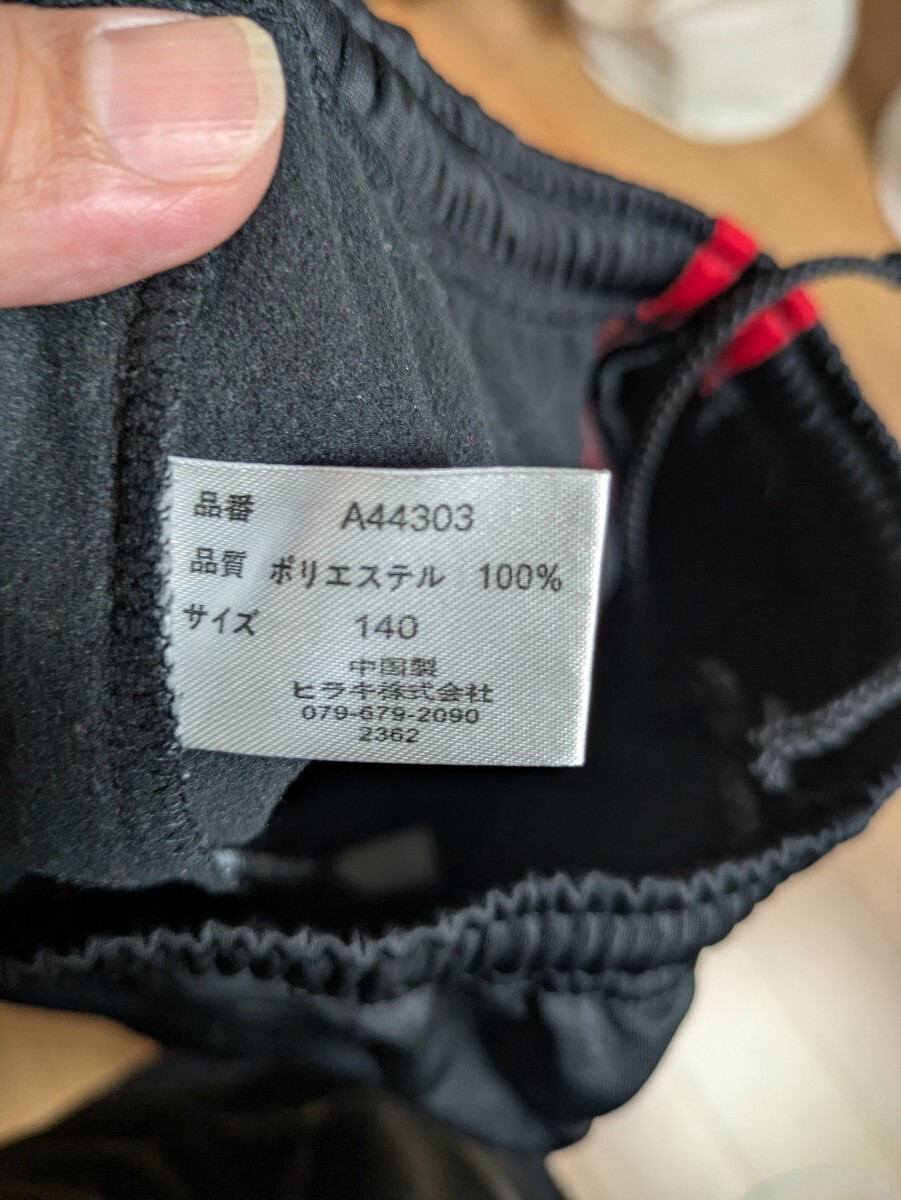 品番 A44303
品質 ポリエステル 100%
サイズ 140
中国製
ヒラキ株式会社
079-679-2090
2362